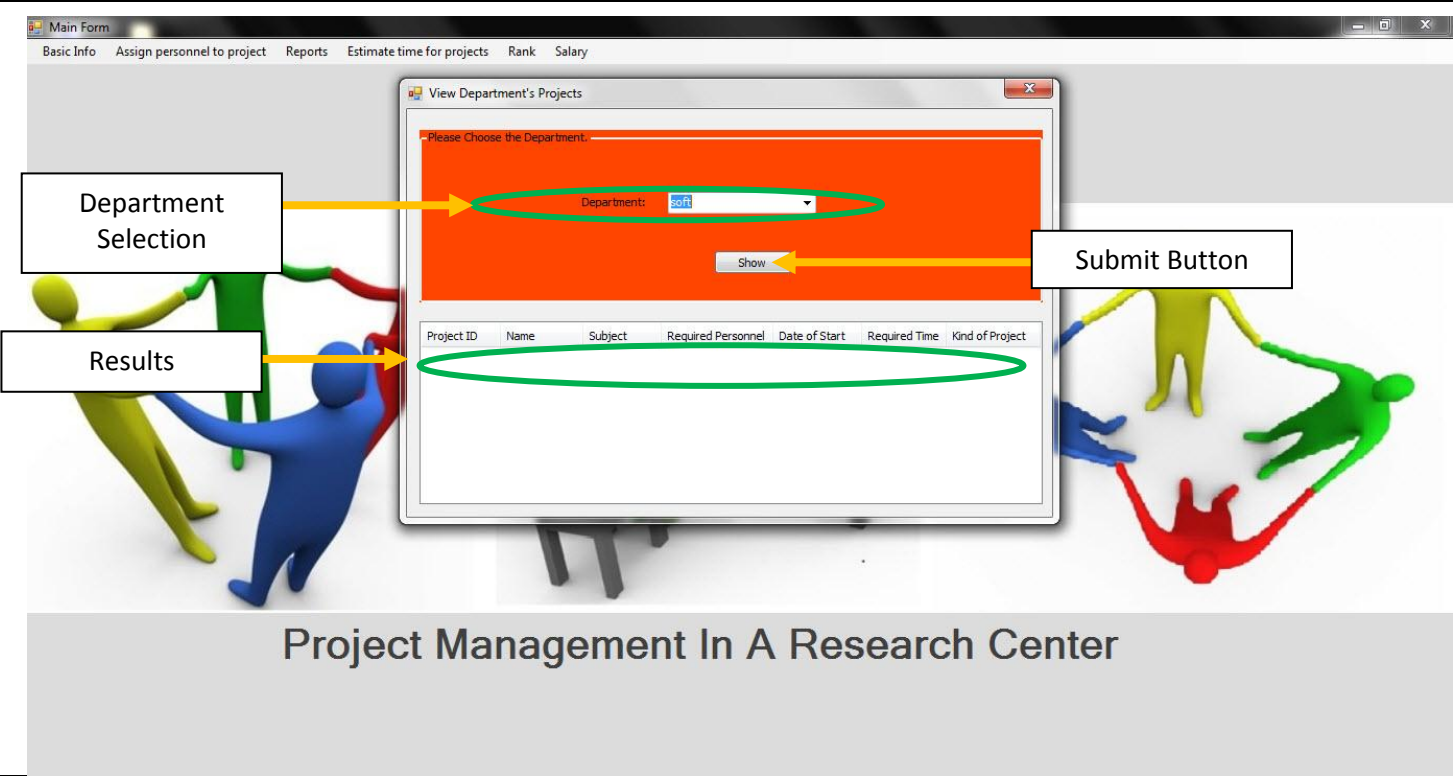 Main Form
Basic Info Assign personnel to project Reports Estimate time for projects Rank Salary
View Department's Projects
Please Choose the Department.
Department
Selection
Department: soft
Show
Submit Button
Project ID Name Subject Required Personnel Date of Start Required Time Kind of Project
Results
Project Management In A Research Center